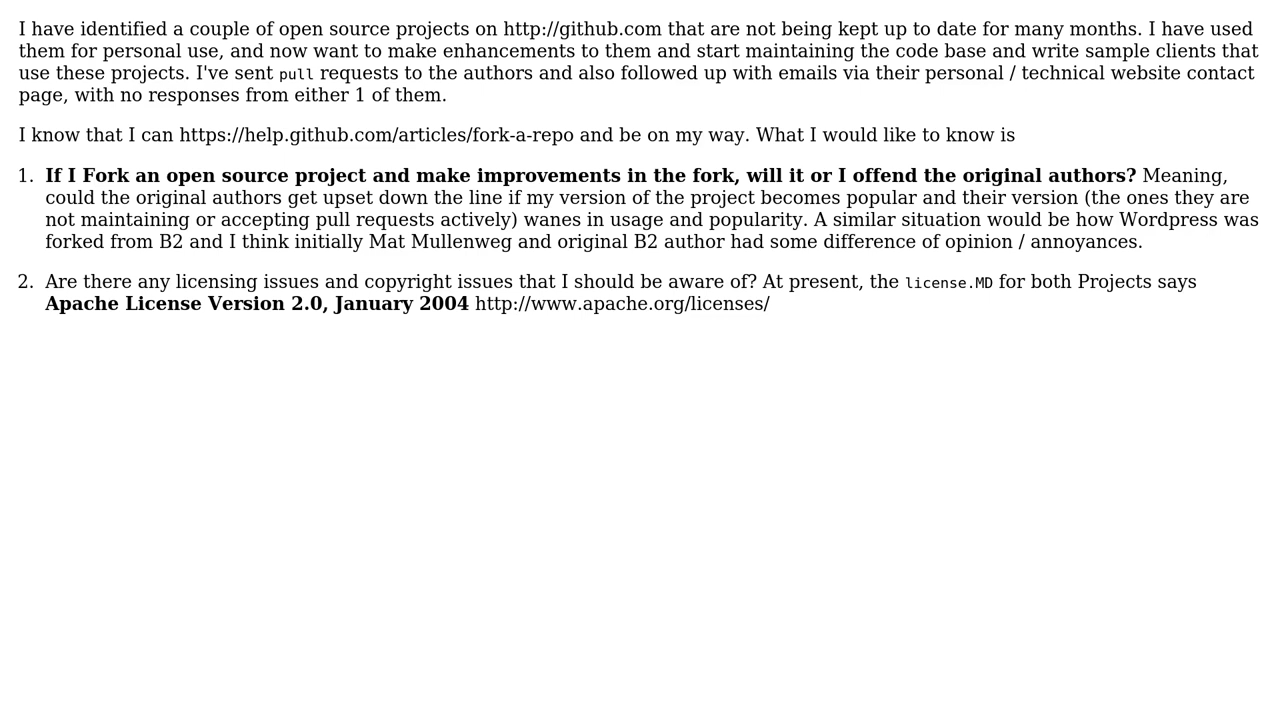 I have identified a couple of open source projects on http://github.com that are not being kept up to date for many months. I have used
them for personal use, and now want to make enhancements to them and start maintaining the code base and write sample clients that
use these projects. I've sent pull requests to the authors and also followed up with emails via their personal / technical website contact
page, with no responses from either 1 of them.
I know that I can https://help.github.com/articles/fork-a-repo and be on my way. What I would like to know is
1. If I Fork an open source project and make improvements in the fork, will it or I offend the original authors? Meaning,
could the original authors get upset down the line if my version of the project becomes popular and their version (the ones they are
not maintaining or accepting pull requests actively) wanes in usage and popularity. A similar situation would be how Wordpress was
forked from B2 and I think initially Mat Mullenweg and original B2 author had some difference of opinion / annoyances.
2. Are there any licensing issues and copyright issues that I should be aware of? At present, the license.MD for both Projects says
Apache License Version 2.0, January 2004 http://www.apache.org/licenses/